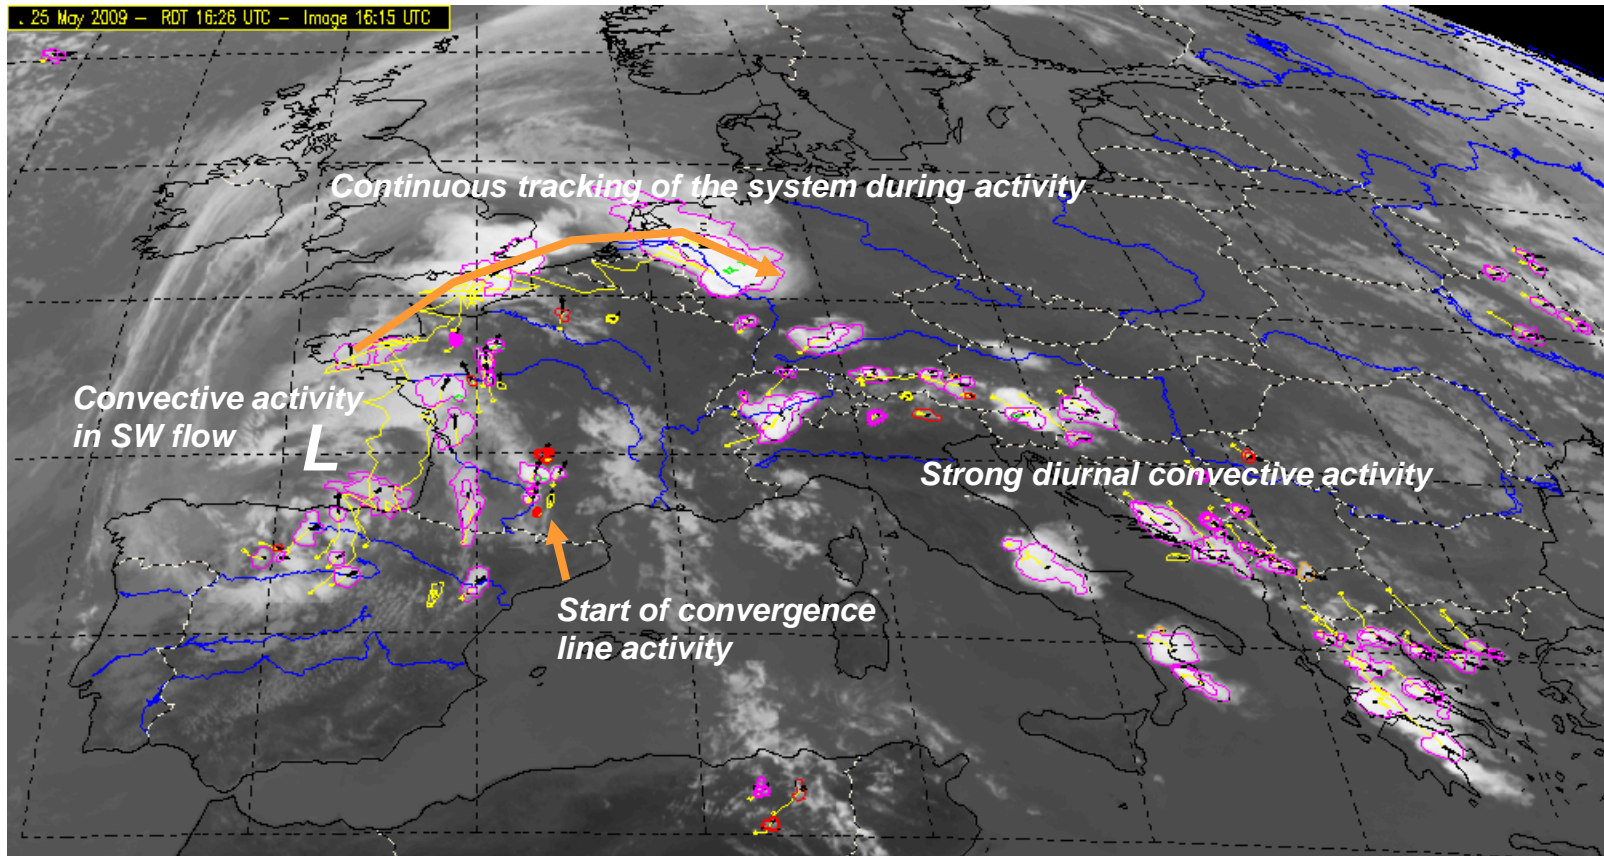 . 25 May 2009 – RDT 16:26 UTC – Image 16:15 UTC
Continuous tracking of the system during activity
Convective activity
in SW flow
L
Strong diurnal convective activity
Start of convergence
line activity